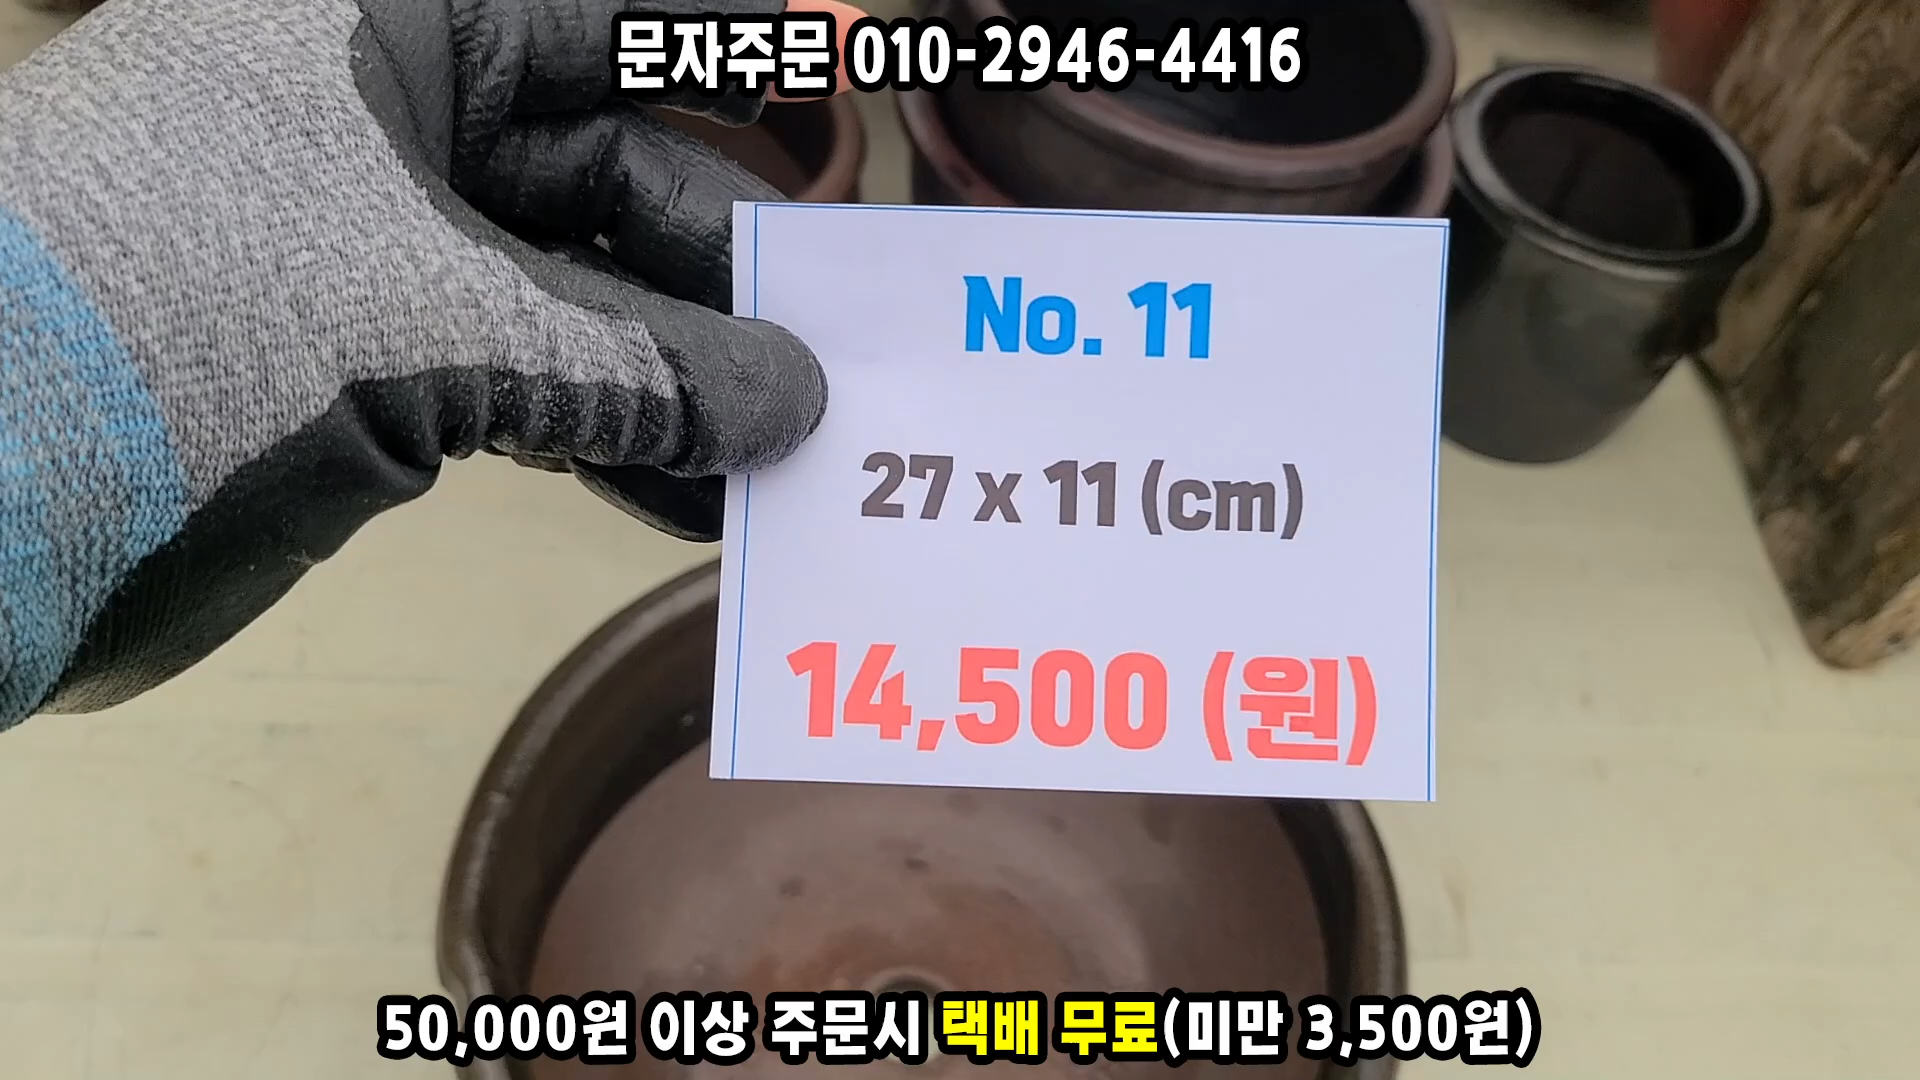 문자주문 010-2946-4416
No. 11
27 x 11 (cm)
14,500 (원)
50,000원 이상 주문시 택배 무료(미만 3,500원)